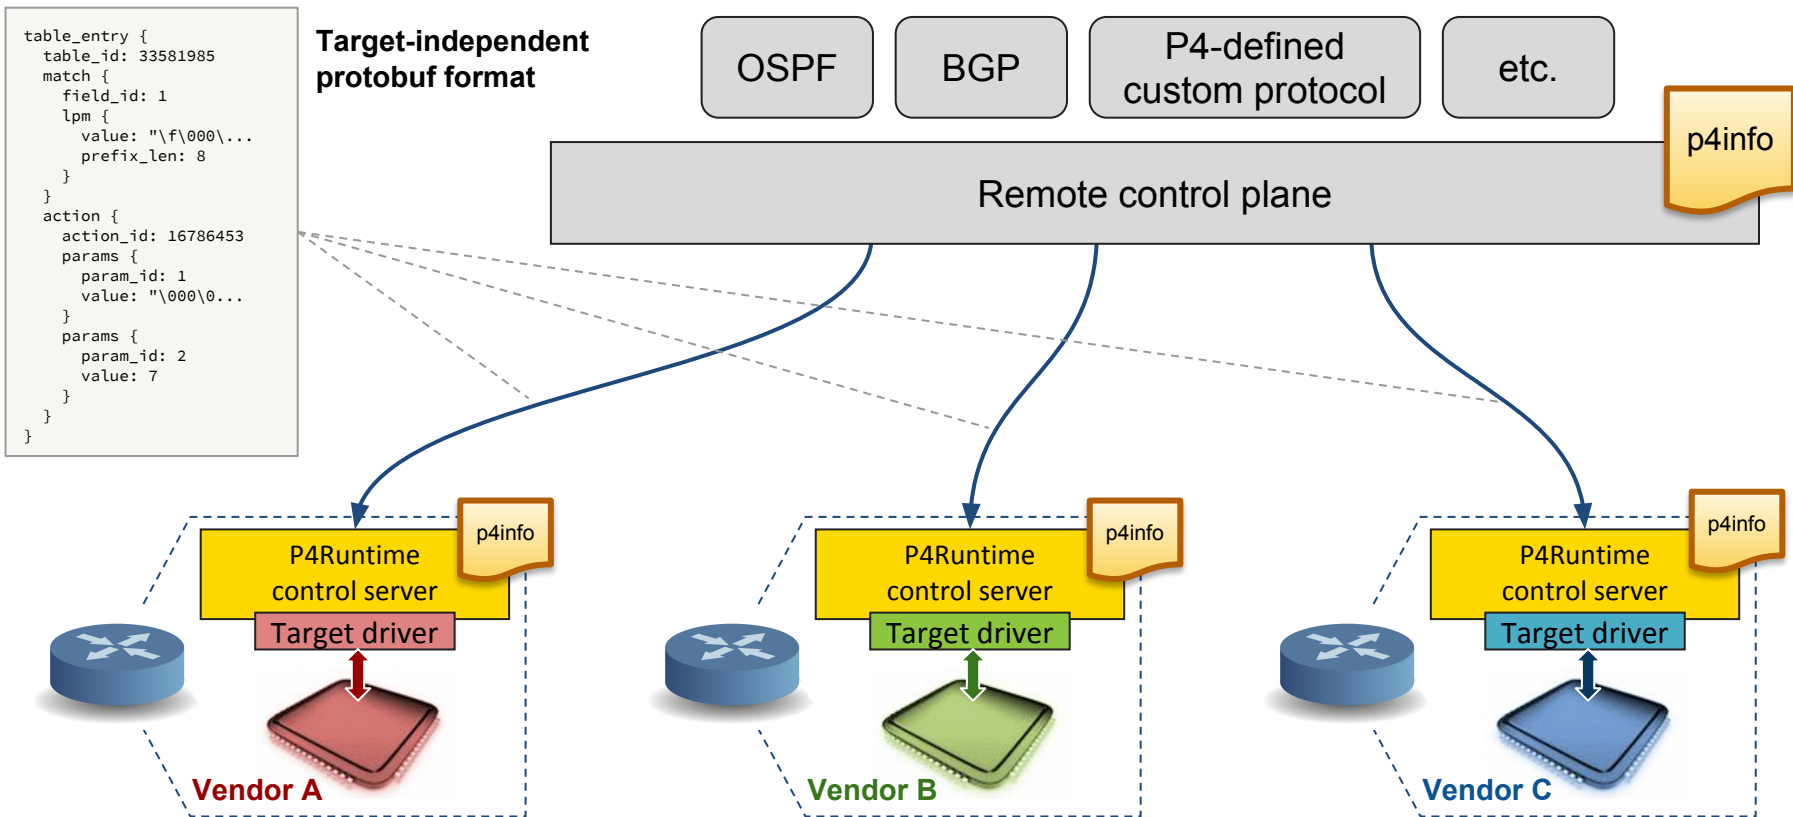 table_entry {
  table_id: 33581985
  match {
    field_id: 1
    lpm {
      value: "\f\000\...
      prefix_len: 8
    }
  }
  action {
    action_id: 16786453
    params {
      param_id: 1
      value: "\000\0...
    }
    params {
      param_id: 2
      value: 7
    }
  }
}
Target-independent
protobuf format
OSPF
BGP
P4-defined
custom protocol
etc.
p4info
Remote control plane
p4info
P4Runtime
control server
Target driver
Vendor A
p4info
P4Runtime
control server
Target driver
Vendor B
p4info
P4Runtime
control server
Target driver
Vendor C